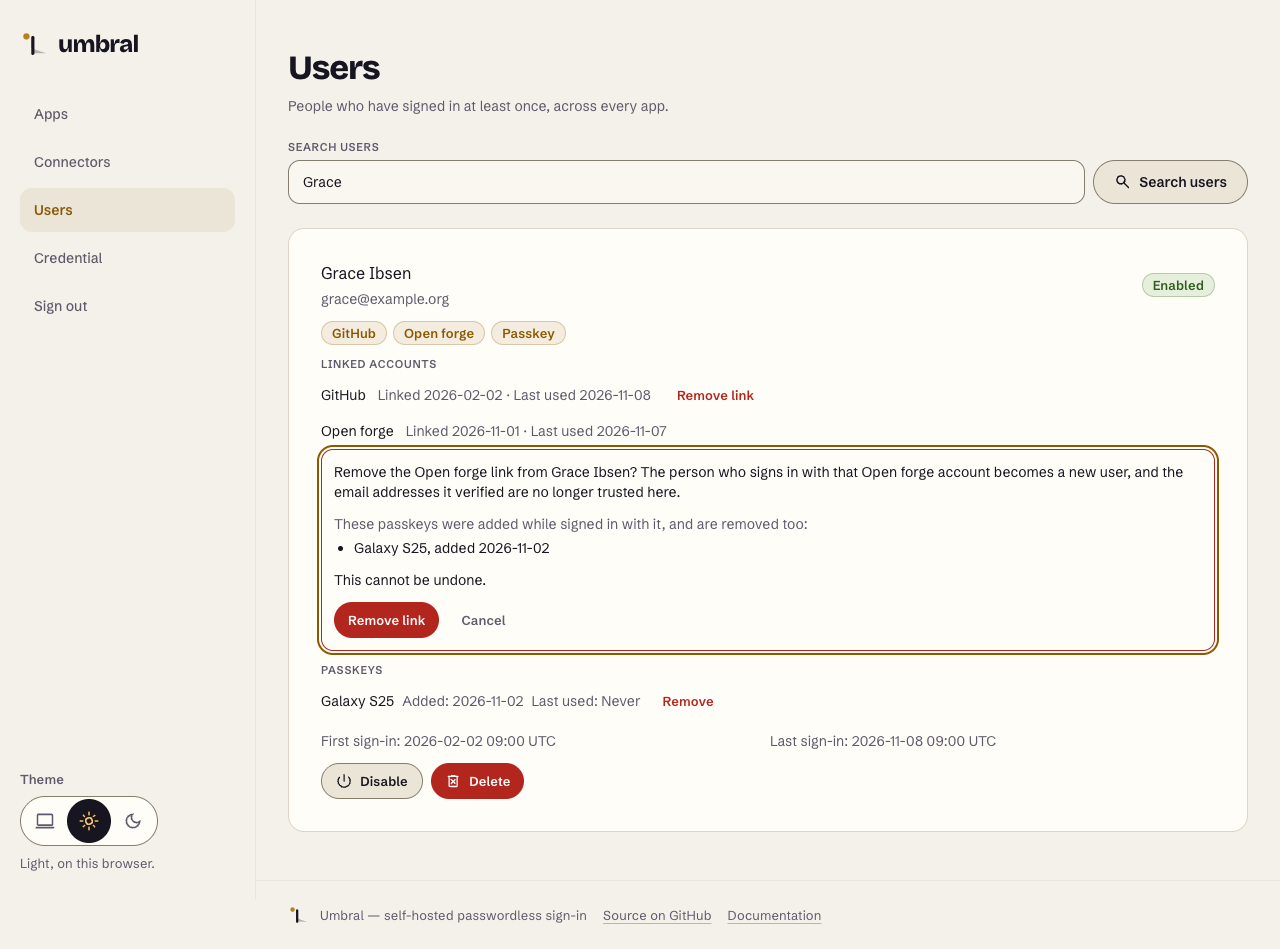 umbral
Apps
Connectors
Users
Credential
Sign out
Theme
Light, on this browser.
Users
People who have signed in at least once, across every app.
SEARCH USERS
Grace
Search users
Grace Ibsen
grace@example.org
Enabled
GitHub Open forge Passkey
LINKED ACCOUNTS
GitHub Linked 2026-02-02 · Last used 2026-11-08 Remove link
Open forge Linked 2026-11-01 · Last used 2026-11-07
Remove the Open forge link from Grace Ibsen? The person who signs in with that Open forge account becomes a new user, and the
email addresses it verified are no longer trusted here.
These passkeys were added while signed in with it, and are removed too:
• Galaxy S25, added 2026-11-02
This cannot be undone.
Remove link Cancel
PASSKEYS
Galaxy S25 Added: 2026-11-02 Last used: Never Remove
First sign-in: 2026-02-02 09:00 UTC Last sign-in: 2026-11-08 09:00 UTC
Disable Delete
Umbral — self-hosted passwordless sign-in Source on GitHub Documentation